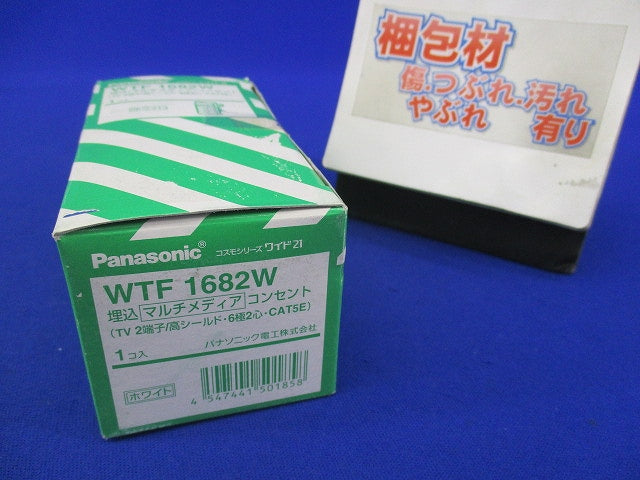 梱包材
傷.つぶれ.汚れ
やぶれ 有り
WTF 1682W
Panasonic® コスモシリーズ ワイド21
WTF 1682W
埋込 マルチメディア コンセント
(TV 2端子/高シールド・6極2心・CAT5E)
1コ入 パナソニック電工株式会社
ホワイト
4 547441 501858